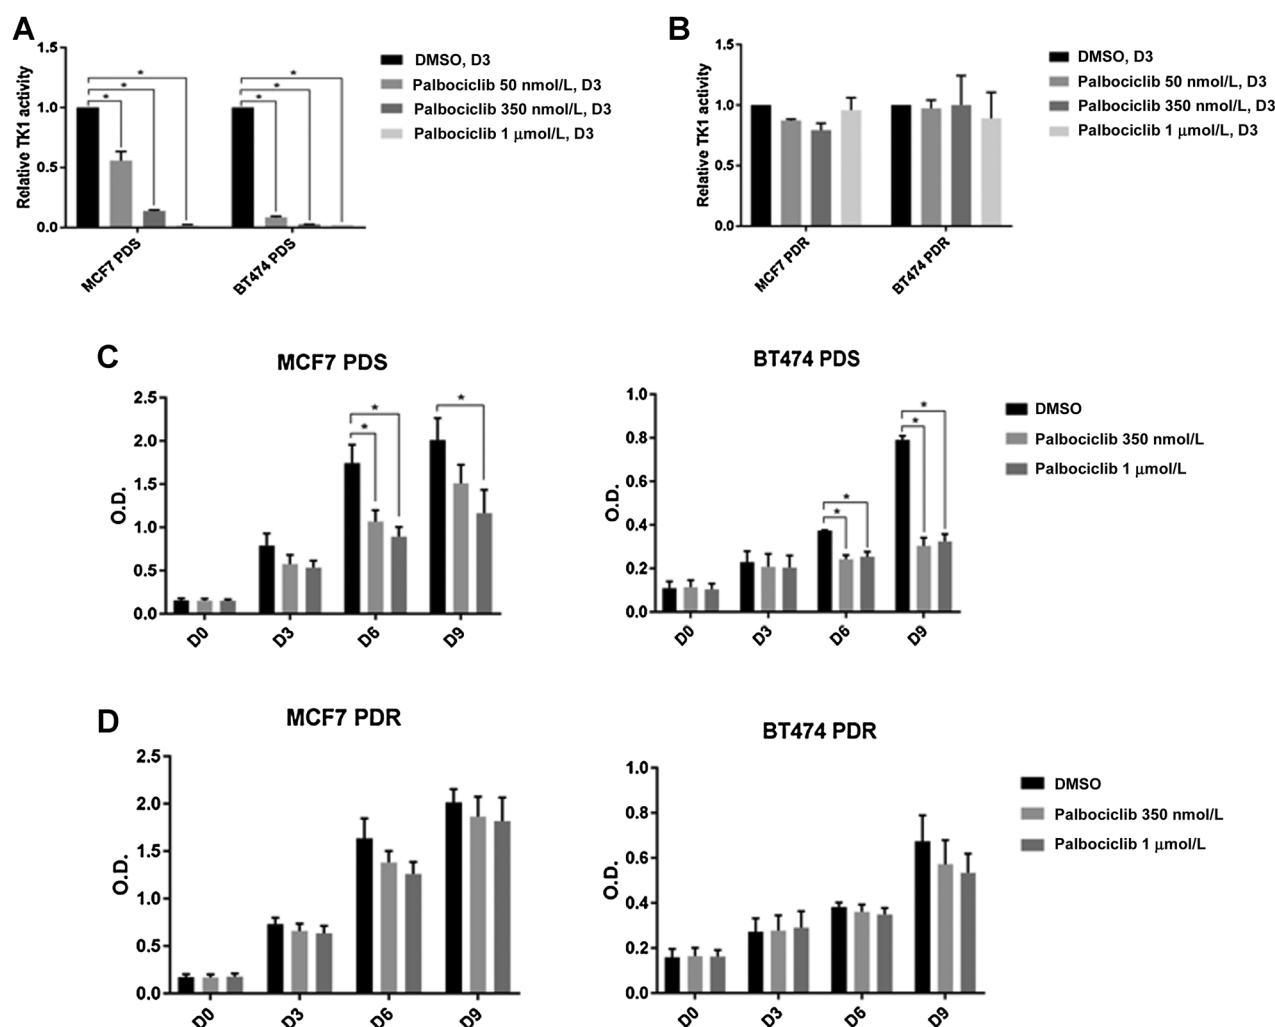 A
Relative TK1 activity
1.5
1.0
0.5
0.0
* * *
* * *
MCF7 PDS
BT474 PDS
DMSO, D3
Palbociclib 50 nmol/L, D3
Palbociclib 350 nmol/L, D3
Palbociclib 1 μmol/L, D3
B
Relative TK1 activity
1.5
1.0
0.5
0.0
MCF7 PDR
BT474 PDR
DMSO, D3
Palbociclib 50 nmol/L, D3
Palbociclib 350 nmol/L, D3
Palbociclib 1 μmol/L, D3
C
MCF7 PDS
O.D.
2.5
2.0
1.5
1.0
0.5
0.0
* *
*
D0 D3 D6 D9
BT474 PDS
O.D.
1.0
0.8
0.6
0.4
0.2
0.0
* *
* *
D0 D3 D6 D9
DMSO
Palbociclib 350 nmol/L
Palbociclib 1 μmol/L
D
MCF7 PDR
O.D.
2.5
2.0
1.5
1.0
0.5
0.0
D0 D3 D6 D9
BT474 PDR
O.D.
1.0
0.8
0.6
0.4
0.2
0.0
D0 D3 D6 D9
DMSO
Palbociclib 350 nmol/L
Palbociclib 1 μmol/L